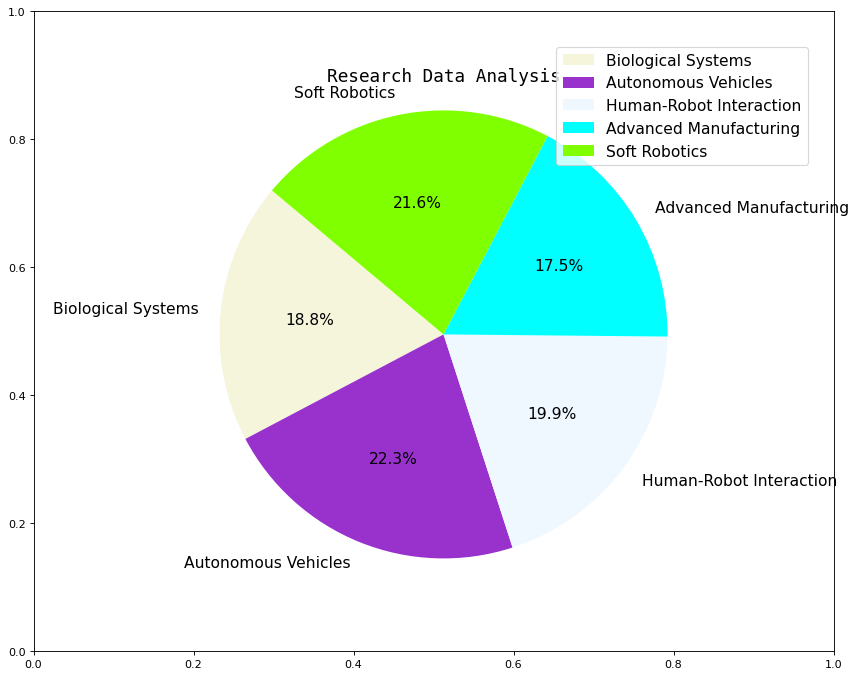 Research Data Analysis
Biological Systems
Autonomous Vehicles
Human-Robot Interaction
Advanced Manufacturing
Soft Robotics
Soft Robotics
Advanced Manufacturing
Biological Systems
Human-Robot Interaction
Autonomous Vehicles
21.6%
17.5%
18.8%
19.9%
22.3%
1.0
0.8
0.6
0.4
0.2
0.0
0.0 0.2 0.4 0.6 0.8 1.0